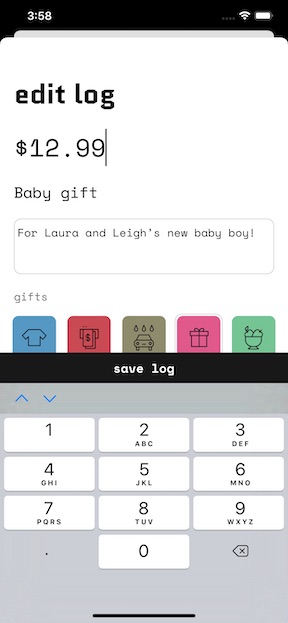 3:58
edit log
$12.99
Baby gift
For Laura and Leigh's new baby boy!
gifts
$
save log
1
2
ABC
3
DEF
4
GHI
5
JKL
6
MNO
7
PQRS
8
TUV
9
WXYZ
.
0